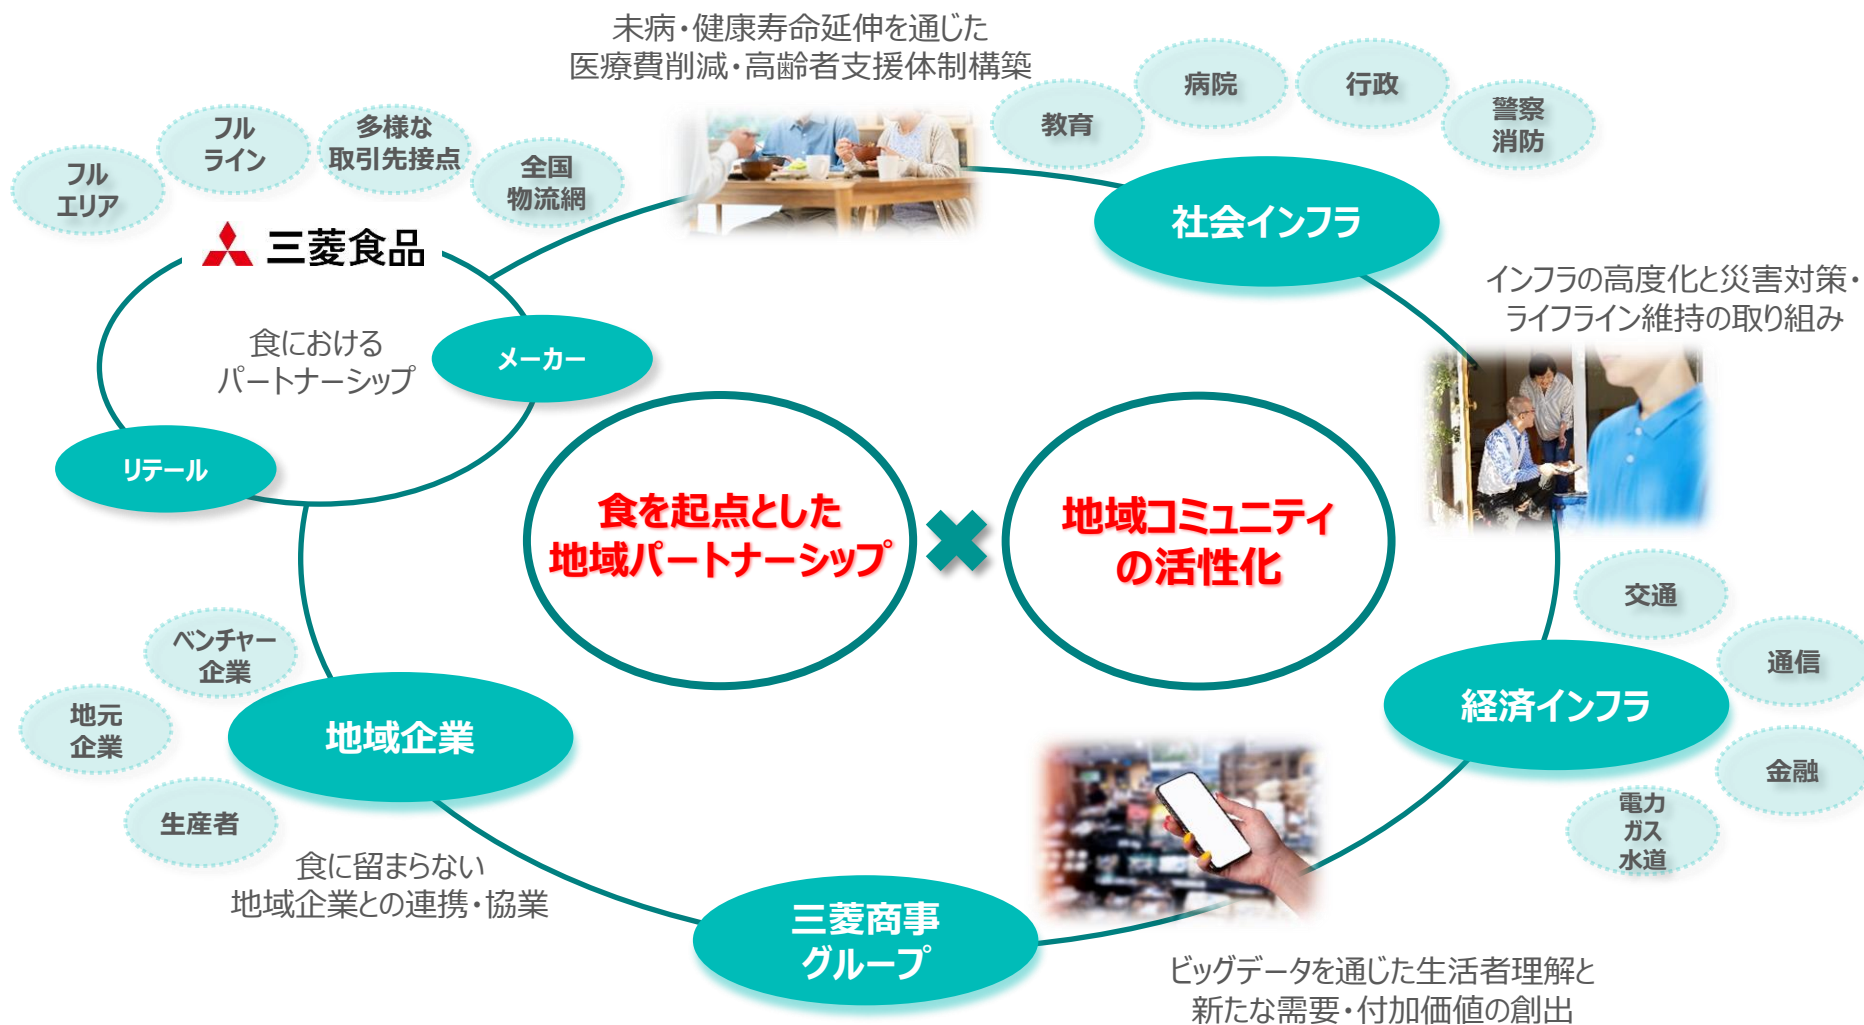 未病・健康寿命延伸を通じた
医療費削減・高齢者支援体制構築
フル
エリア
フル
ライン
多様な
取引先接点
全国
物流網
教育
病院
行政
警察
消防
三菱食品
社会インフラ
食における
パートナーシップ
メーカー
リテール
インフラの高度化と災害対策・
ライフライン維持の取り組み
食を起点とした
地域パートナーシップ
地域コミュニティ
の活性化
交通
通信
金融
電力
ガス
水道
経済インフラ
ベンチャー
企業
地元
企業
生産者
地域企業
食に留まらない
地域企業との連携・協業
三菱商事
グループ
ビッグデータを通じた生活者理解と
新たな需要・付加価値の創出